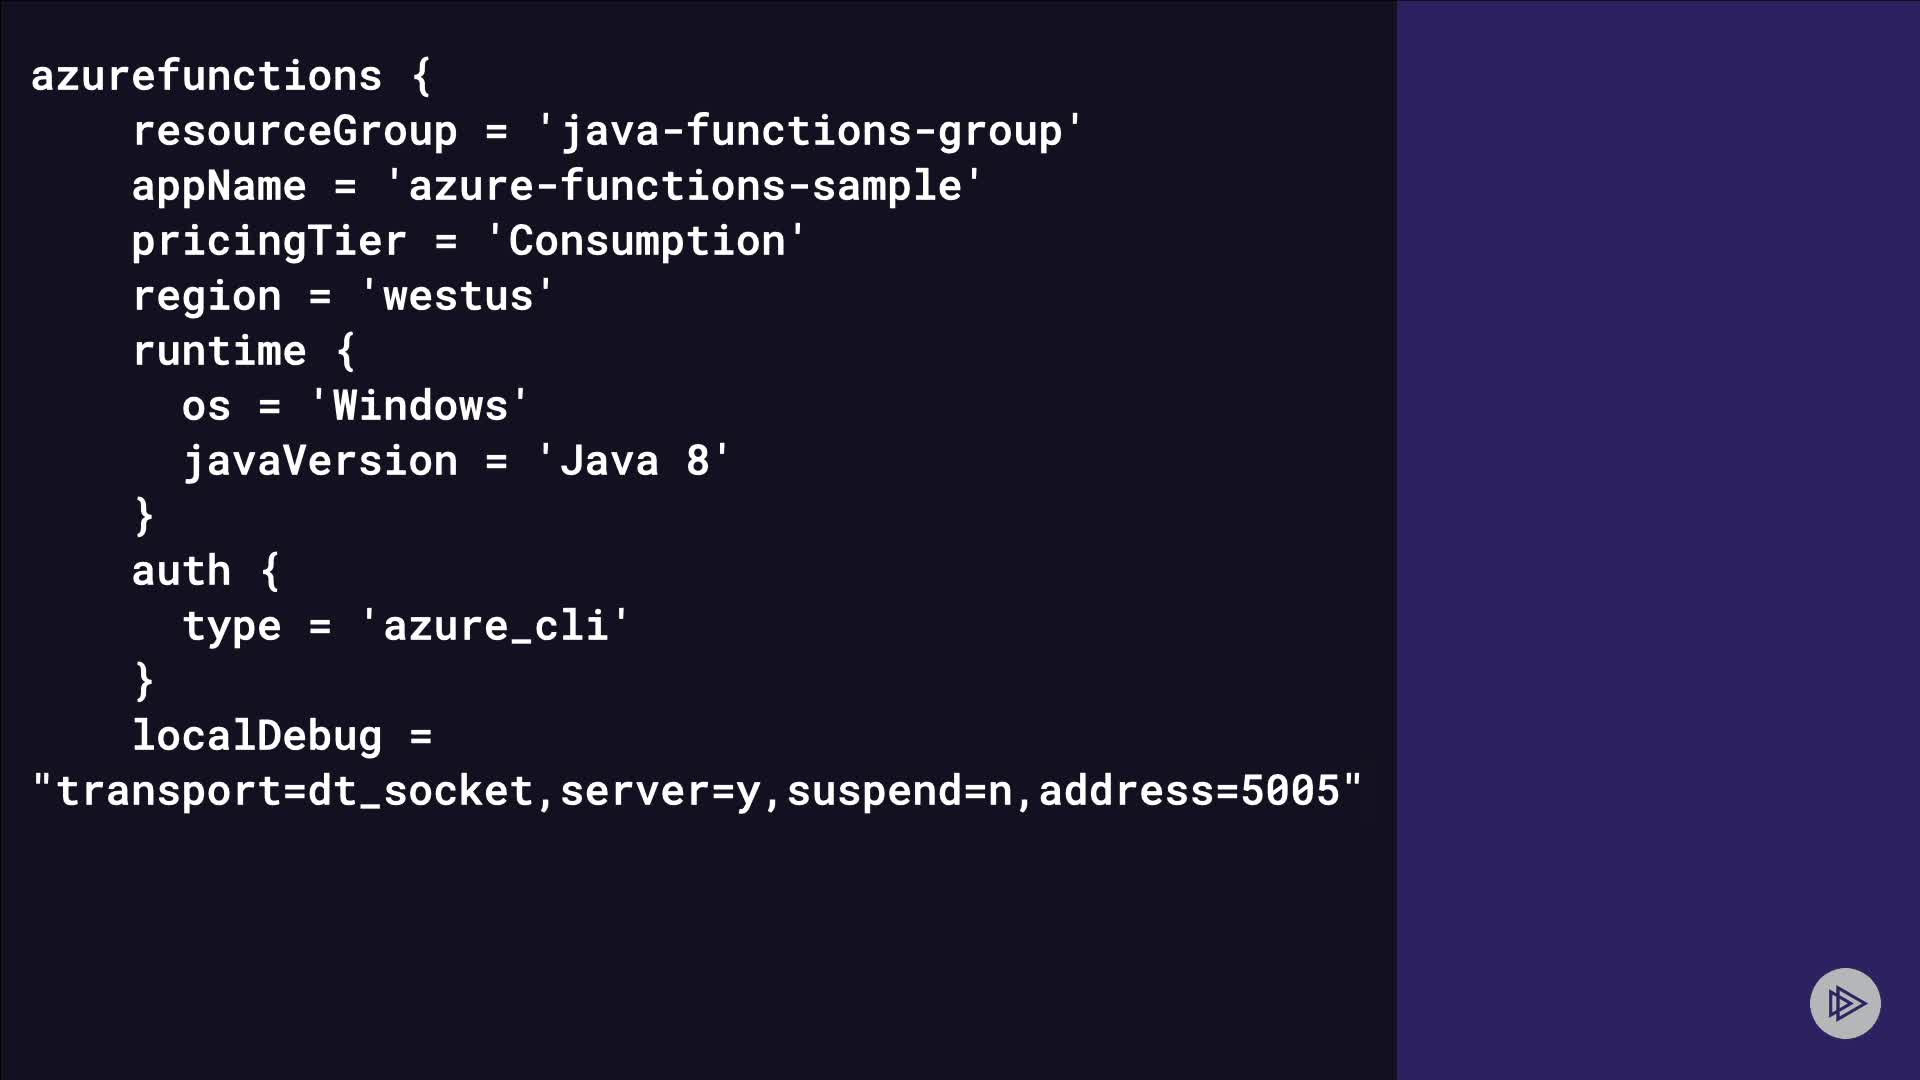 azurefunctions {
resourceGroup = 'java-functions-group'
appName = 'azure-functions-sample'
pricingTier = 'Consumption'
region = 'westus'
runtime {
os = 'Windows'
javaVersion = 'Java 8'
}
auth {
type = 'azure_cli'
}
localDebug =
"transport=dt_socket,server=y,suspend=n,address=5005"